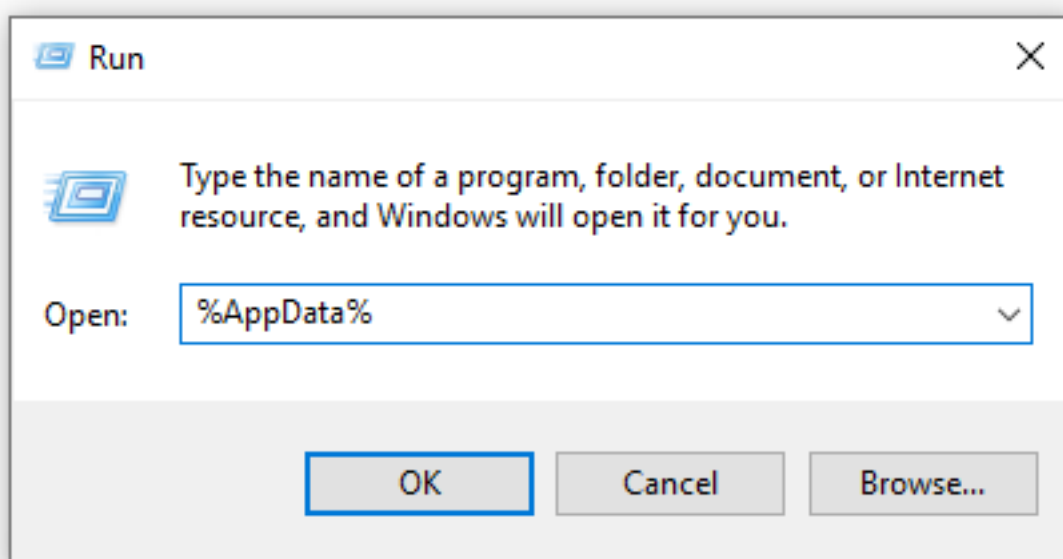 Run
Type the name of a program, folder, document, or Internet
resource, and Windows will open it for you.
Open: %AppData%
OK Cancel Browse...